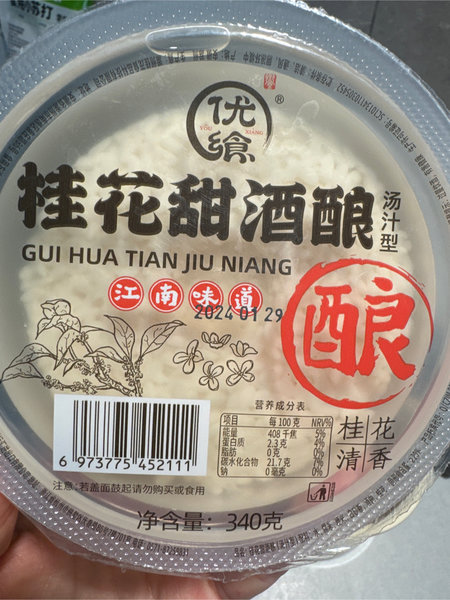 优
YOU
XIANG
飨
®
桂花甜酒酿
汤汁型
GUI HUA TIAN JIU NIANG
江南味道
2024 01 29
酿
桂花
清香
营养成分表
项目 每100克 NRV%
能量 408千焦 5%
蛋白质 2.3克 4%
脂肪 0克 0%
碳水化合物 21.7克 7%
钠 0毫克 0%
6 973775 452111
注意:若盖面鼓起请勿购买或食用
净含量: 340克